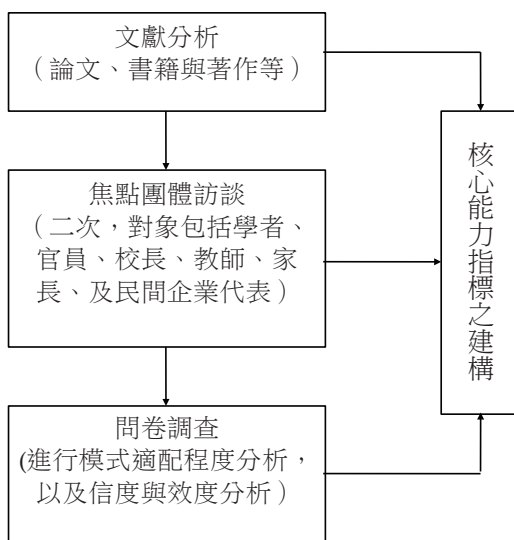 文獻分析
（論文、書籍與著作等）
焦點團體訪談
（二次，對象包括學者、
官員、校長、教師、家
長、及民間企業代表）
問卷調查
(進行模式適配程度分析，
以及信度與效度分析）
核心能力指標之建構